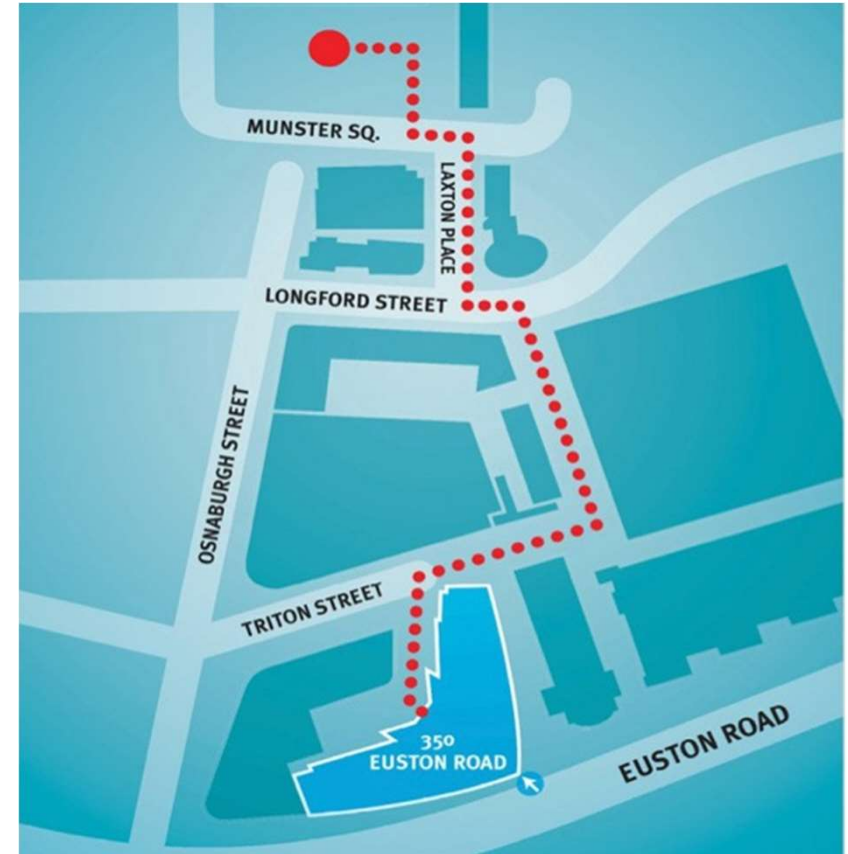 MUNSTER SQ.
LAXTON PLACE
LONGFORD STREET
OSNABURGH STREET
TRITON STREET
350
EUSTON ROAD
EUSTON ROAD